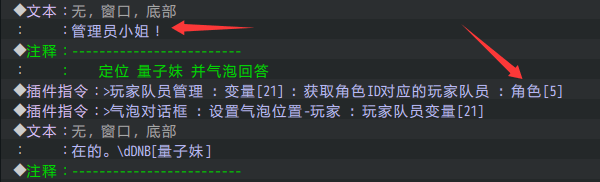 ◆文本：无, 窗口, 底部
：　　：管理员小姐！
◆注释：------------------------
：　　：　　定位 量子妹 并气泡回答
◆插件指令：>玩家队员管理 : 变量[21] : 获取角色ID对应的玩家队员 : 角色[5]
◆插件指令：>气泡对话框 : 设置气泡位置-玩家 : 玩家队员变量[21]
◆文本：无, 窗口, 底部
：　　：在的。\dDNB[量子妹]
◆注释：------------------------